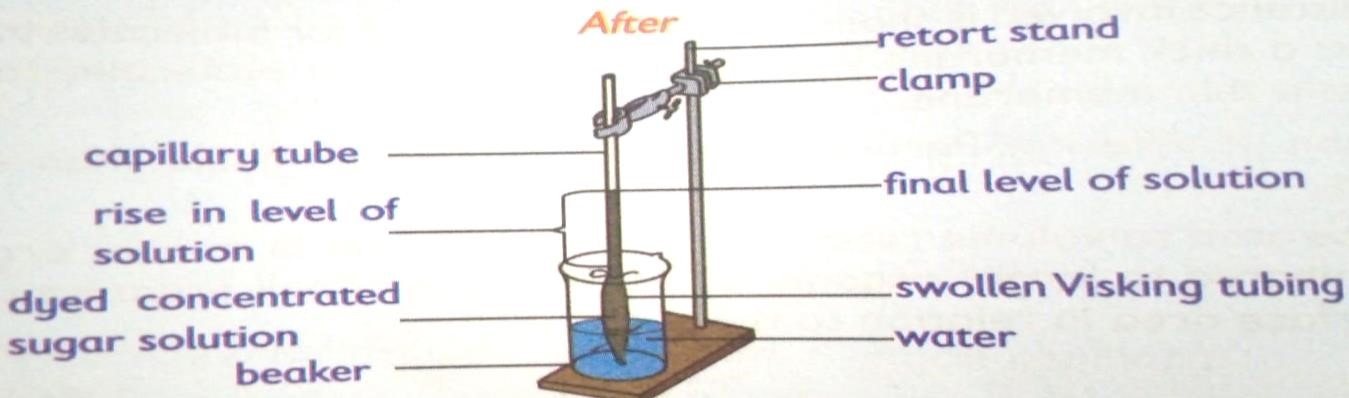 After
retort stand
clamp
capillary tube
final level of solution
rise in level of
solution
swollen Visking tubing
dyed concentrated
sugar solution
water
beaker